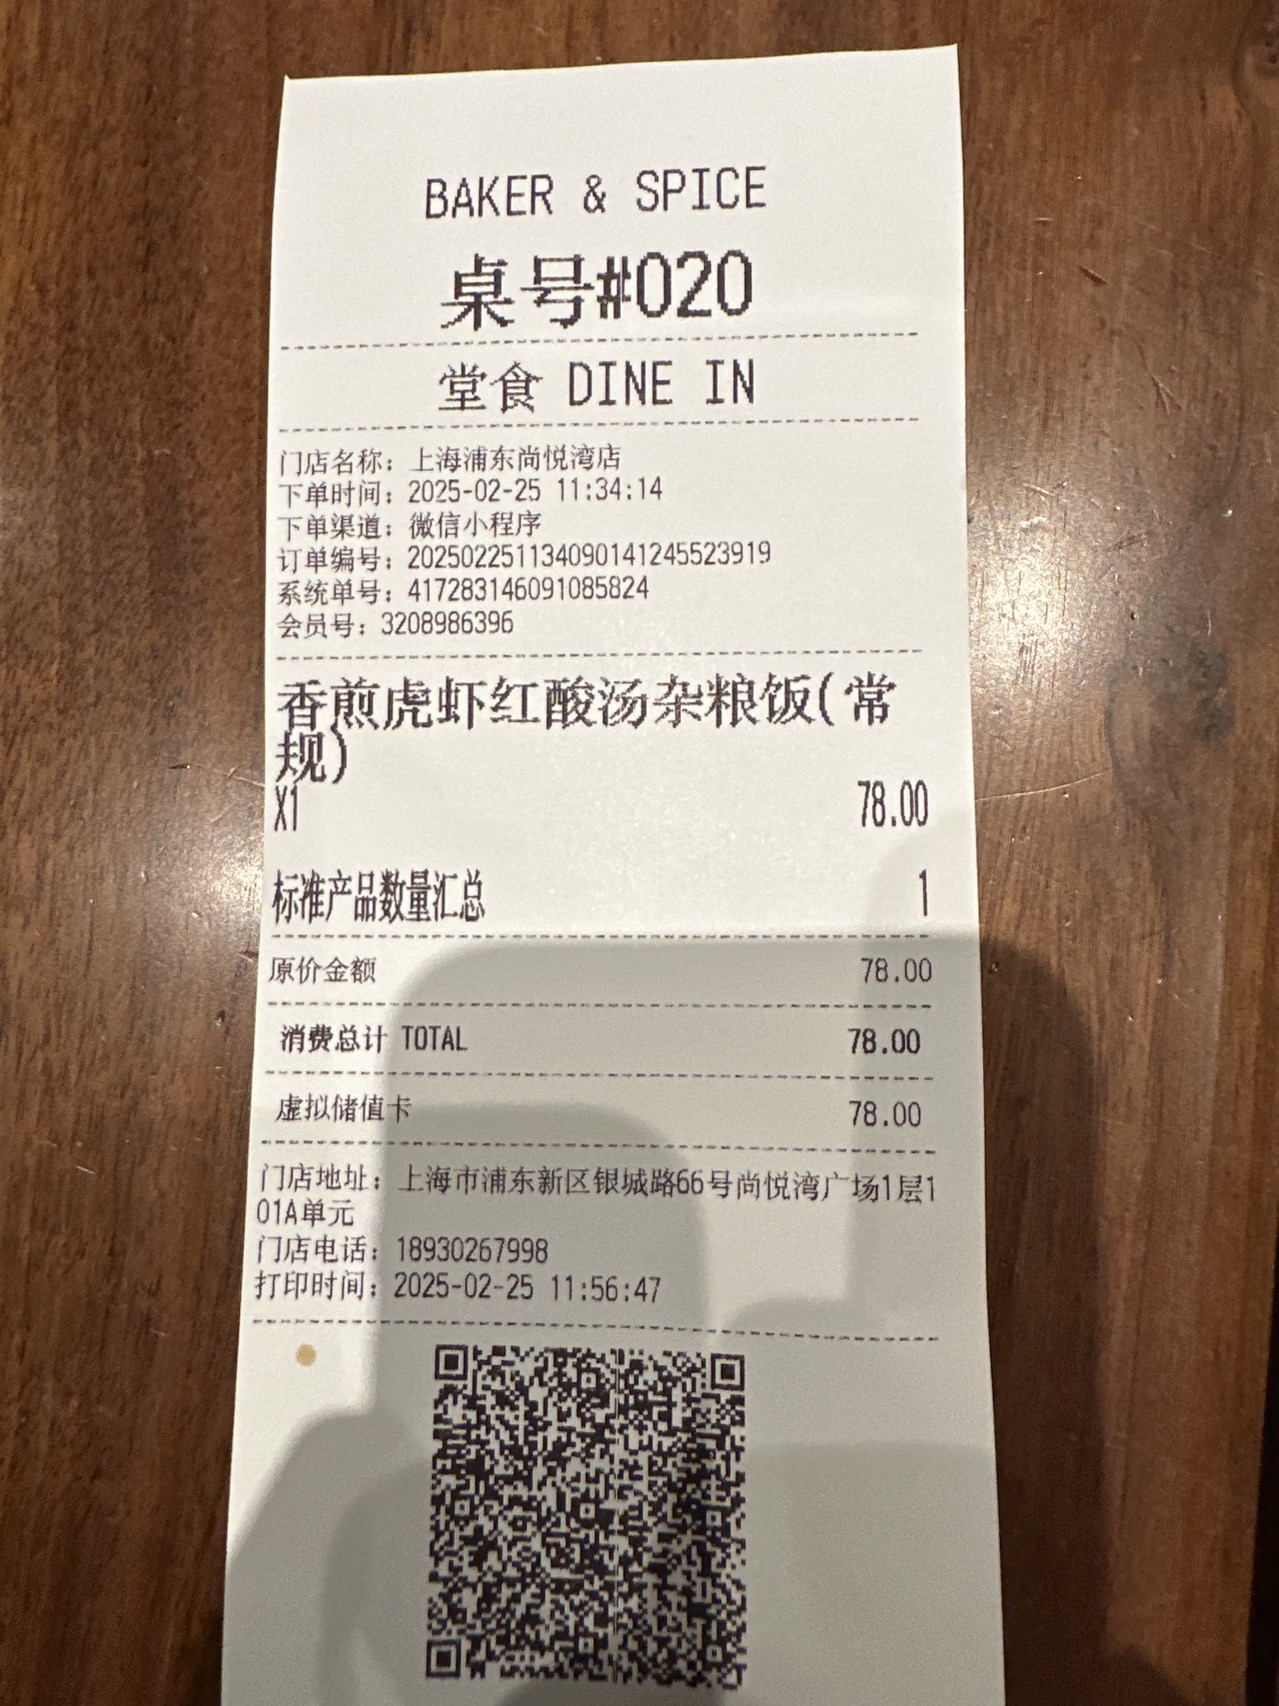 BAKER & SPICE
桌号#020
堂食 DINE IN
门店名称：上海浦东尚悦湾店
下单时间：2025-02-25 11:34:14
下单渠道：微信小程序
订单编号：2025022511340901412455​23919
系统单号：417283146091085824
会员号：3208986396
香煎虎虾红酸汤杂粮饭(常
规)
X1 78.00
标准产品数量汇总 1
原价金额 78.00
消费总计 TOTAL 78.00
虚拟储值卡 78.00
门店地址：上海市浦东新区银城路66号尚悦湾广场1层1
01A单元
门店电话：18930267998
打印时间：2025-02-25 11:56:47